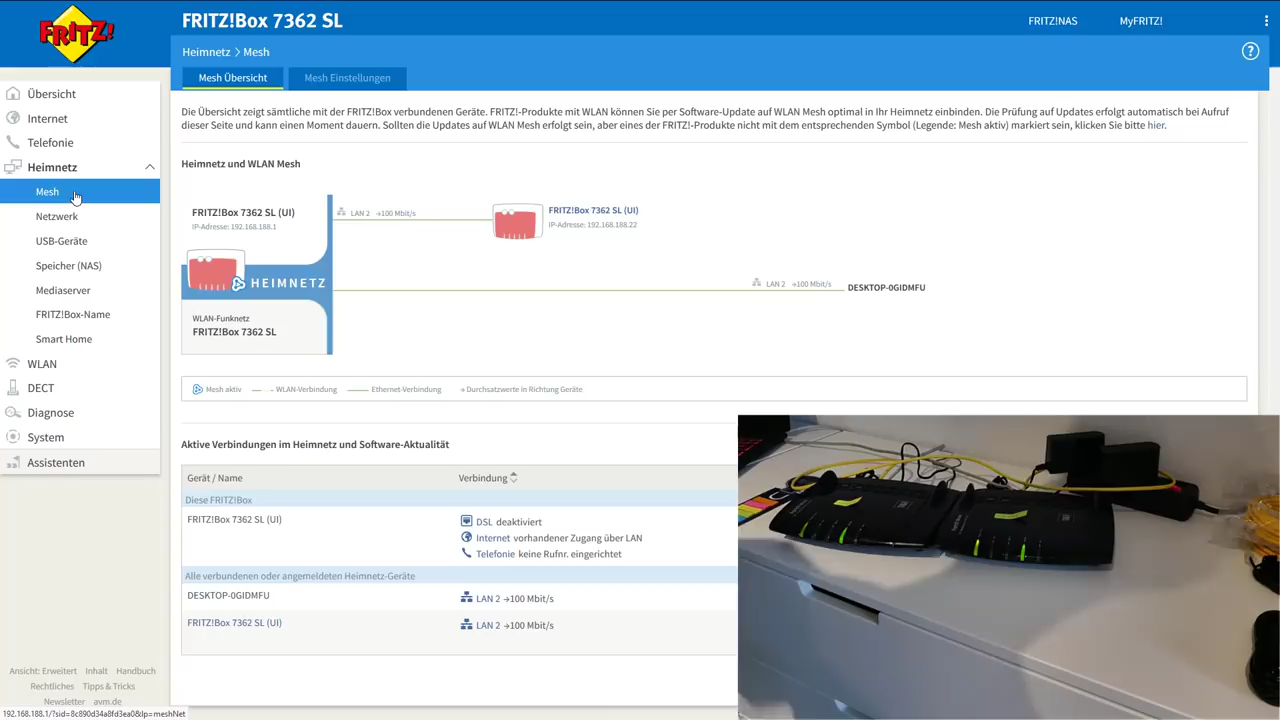 FRITZ!
FRITZ!Box 7362 SL
FRITZ!NAS
MyFRITZ!
Heimnetz > Mesh
Mesh Übersicht
Mesh Einstellungen
Übersicht
Internet
Telefonie
Heimnetz
Mesh
Netzwerk
USB-Geräte
Speicher (NAS)
Mediaserver
FRITZ!Box-Name
Smart Home
WLAN
DECT
Diagnose
System
Assistenten
Ansicht: Erweitert Inhalt Handbuch
Rechtliches Tipps & Tricks
Newsletter avm.de
192.168.188.1/?sid=8c890d34a8fd3ea0&lp=meshNet
Die Übersicht zeigt sämtliche mit der FRITZ!Box verbundenen Geräte. FRITZ!-Produkte mit WLAN können Sie per Software-Update auf WLAN Mesh optimal in Ihr Heimnetz einbinden. Die Prüfung auf Updates erfolgt automatisch bei Aufruf
dieser Seite und kann einen Moment dauern. Sollten die Updates auf WLAN Mesh erfolgt sein, aber eines der FRITZ!-Produkte nicht mit dem entsprechenden Symbol (Legende: Mesh aktiv) markiert sein, klicken Sie bitte hier.
Heimnetz und WLAN Mesh
FRITZ!Box 7362 SL (UI)
IP-Adresse: 192.168.188.1
LAN 2 →100 Mbit/s
FRITZ!Box 7362 SL (UI)
IP-Adresse: 192.168.188.22
HEIMNETZ
LAN 2 →100 Mbit/s
DESKTOP-0GIDMFU
WLAN-Funknetz
FRITZ!Box 7362 SL
Mesh aktiv WLAN-Verbindung Ethernet-Verbindung →Durchsatzwerte in Richtung Geräte
Aktive Verbindungen im Heimnetz und Software-Aktualität
Gerät / Name Verbindung
Diese FRITZ!Box
FRITZ!Box 7362 SL (UI)
DSL deaktiviert
Internet vorhandener Zugang über LAN
Telefonie keine Rufnr. eingerichtet
Alle verbundenen oder angemeldeten Heimnetz-Geräte
DESKTOP-0GIDMFU LAN 2 →100 Mbit/s
FRITZ!Box 7362 SL (UI) LAN 2 →100 Mbit/s